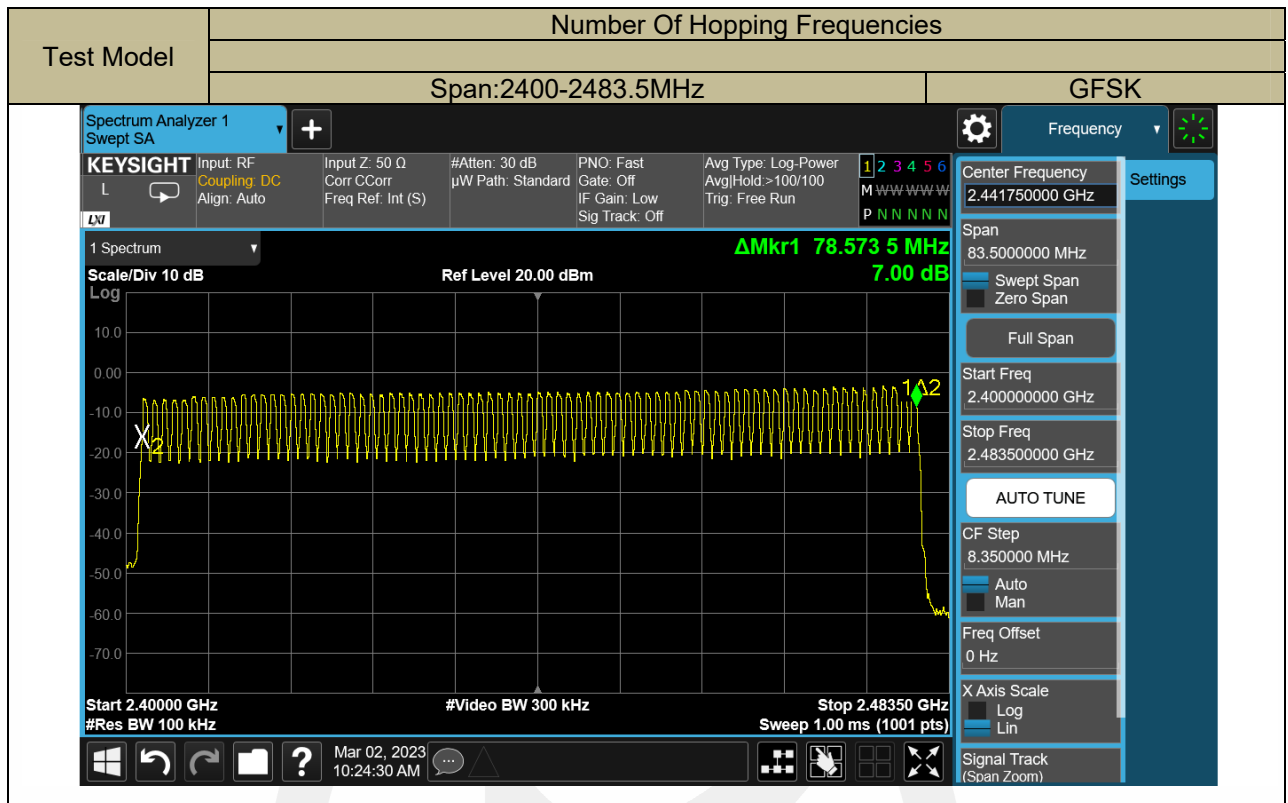 Test Model
Number Of Hopping Frequencies
Span:2400-2483.5MHz
GFSK
Spectrum Analyzer 1
Swept SA
+
Frequency
KEYSIGHT
L
LXI
Input: RF
Coupling: DC
Align: Auto
Input Z: 50 Ω
Corr CCorr
Freq Ref: Int (S)
#Atten: 30 dB
µW Path: Standard
PNO: Fast
Gate: Off
IF Gain: Low
Sig Track: Off
Avg Type: Log-Power
Avg|Hold:>100/100
Trig: Free Run
1 2 3 4 5 6
M W W W W W
P N N N N N
1 Spectrum
ΔMkr1 78.573 5 MHz
Scale/Div 10 dB
Ref Level 20.00 dBm
7.00 dB
Log
10.0
0.00
-10.0
-20.0
-30.0
-40.0
-50.0
-60.0
-70.0
X2
1Δ2
Start 2.40000 GHz
#Video BW 300 kHz
Stop 2.48350 GHz
#Res BW 100 kHz
Sweep 1.00 ms (1001 pts)
Center Frequency
2.441750000 GHz
Settings
Span
83.5000000 MHz
Swept Span
Zero Span
Full Span
Start Freq
2.400000000 GHz
Stop Freq
2.483500000 GHz
AUTO TUNE
CF Step
8.350000 MHz
Auto
Man
Freq Offset
0 Hz
X Axis Scale
Log
Lin
Signal Track
(Span Zoom)
?
Mar 02, 2023
10:24:30 AM